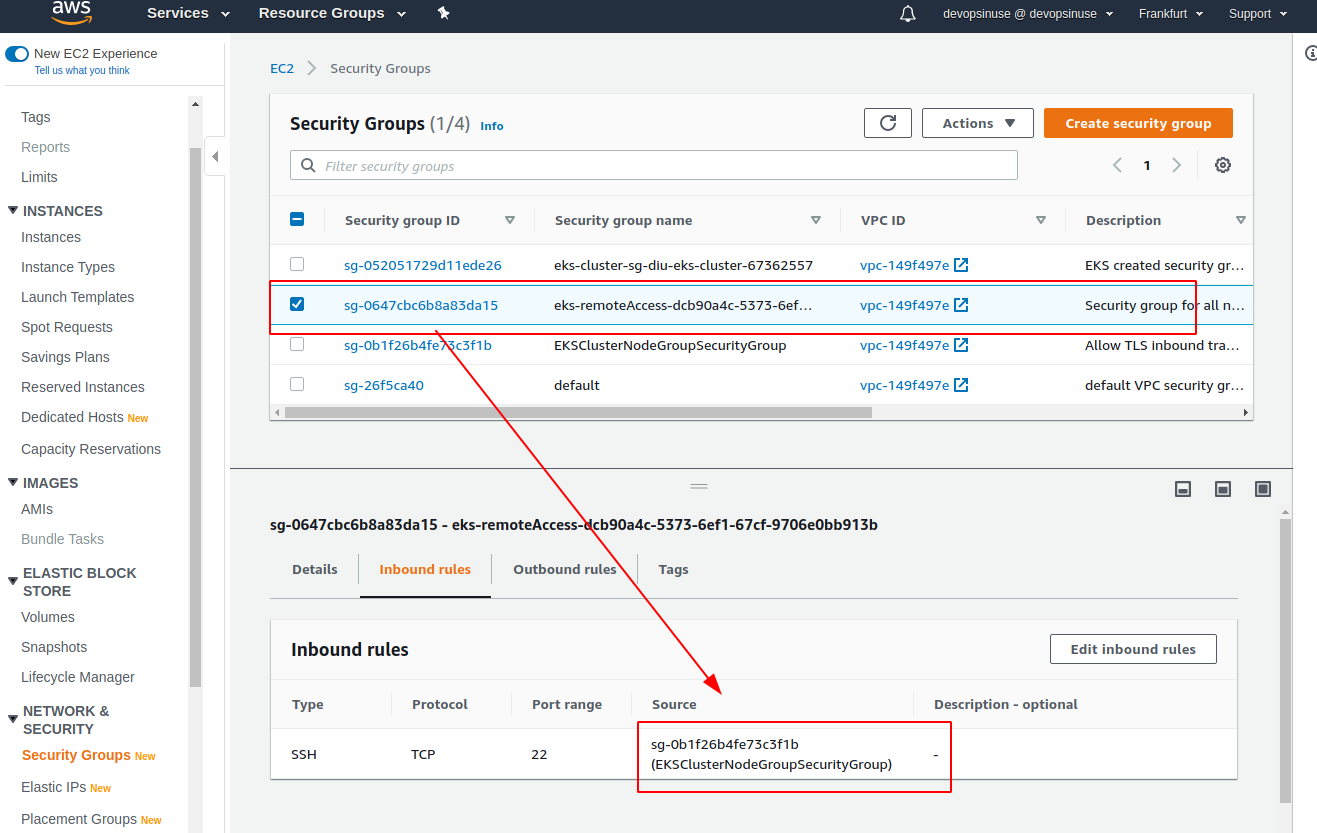 aws Services Resource Groups devopsinuse @ devopsinuse Frankfurt Support
New EC2 Experience
Tell us what you think
Tags
Reports
Limits
INSTANCES
Instances
Instance Types
Launch Templates
Spot Requests
Savings Plans
Reserved Instances
Dedicated Hosts New
Capacity Reservations
IMAGES
AMIs
Bundle Tasks
ELASTIC BLOCK
STORE
Volumes
Snapshots
Lifecycle Manager
NETWORK &
SECURITY
Security Groups New
Elastic IPs New
Placement Groups New
EC2 Security Groups
Security Groups (1/4) Info Actions Create security group
Filter security groups 1
Security group ID Security group name VPC ID Description
sg-052051729d11ede26 eks-cluster-sg-diu-eks-cluster-67362557 vpc-149f497e EKS created security gr...
sg-0647cbc6b8a83da15 eks-remoteAccess-dcb90a4c-5373-6ef... vpc-149f497e Security group for all n...
sg-0b1f26b4fe73c3f1b EKSClusterNodeGroupSecurityGroup vpc-149f497e Allow TLS inbound tra...
sg-26f5ca40 default vpc-149f497e default VPC security gr...
sg-0647cbc6b8a83da15 - eks-remoteAccess-dcb90a4c-5373-6ef1-67cf-9706e0bb913b
Details Inbound rules Outbound rules Tags
Inbound rules Edit inbound rules
Type Protocol Port range Source Description - optional
SSH TCP 22 sg-0b1f26b4fe73c3f1b -
(EKSClusterNodeGroupSecurityGroup)